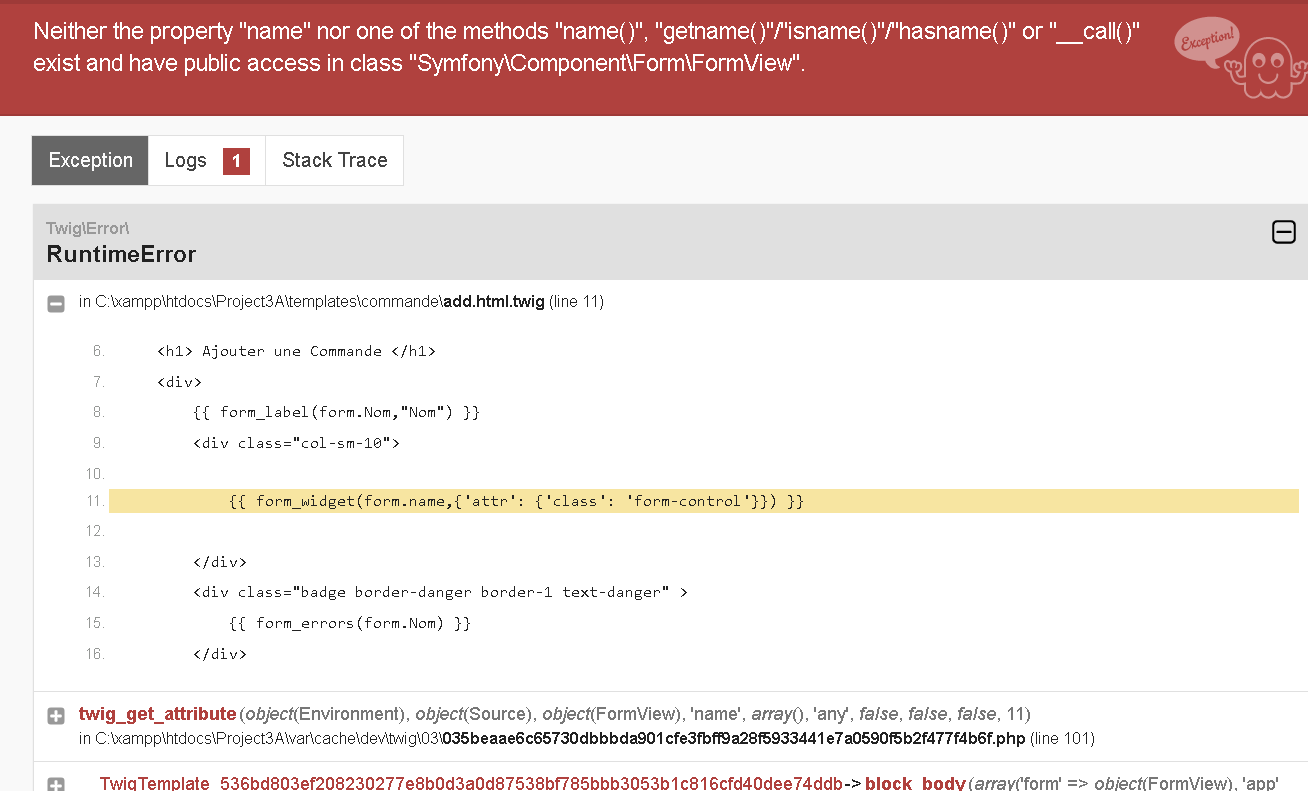 Neither the property "name" nor one of the methods "name()", "getname()"/"isname()"/"hasname()" or "__call()"
exist and have public access in class "Symfony\Component\Form\FormView".
Exception!
Exception Logs 1 Stack Trace
Twig\Error\
RuntimeError
in C:\xampp\htdocs\Project3A\templates\commande\add.html.twig (line 11)
6. <h1> Ajouter une Commande </h1>
7. <div>
8. {{ form_label(form.Nom,"Nom") }}
9. <div class="col-sm-10">
10.
11. {{ form_widget(form.name,{'attr': {'class': 'form-control'}}) }}
12.
13. </div>
14. <div class="badge border-danger border-1 text-danger" >
15. {{ form_errors(form.Nom) }}
16. </div>
twig_get_attribute(object(Environment), object(Source), object(FormView), 'name', array(), 'any', false, false, false, 11)
in C:\xampp\htdocs\Project3A\var\cache\dev\twig\03\035beaae6c65730dbbbda901cfe3fbff9a28f5933441e7a0590f5b2f477f4b6f.php (line 101)
__TwigTemplate_536bd803ef208230277e8b0d3a0d87538bf785bbb3053b1c816cfd40dee74ddb->block_body(array('form' => object(FormView), 'app'